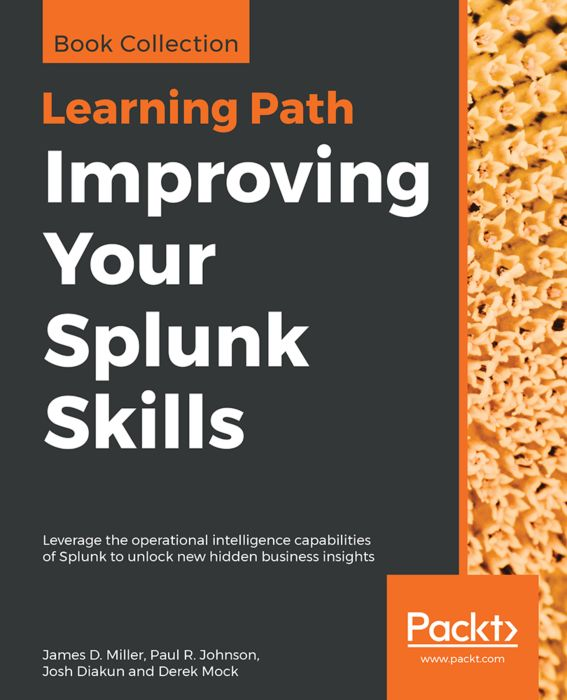 Book Collection
Learning Path
Improving
Your
Splunk
Skills
Leverage the operational intelligence capabilities
of Splunk to unlock new hidden business insights
Packt>
www.packt.com
James D. Miller, Paul R. Johnson,
Josh Diakun and Derek Mock